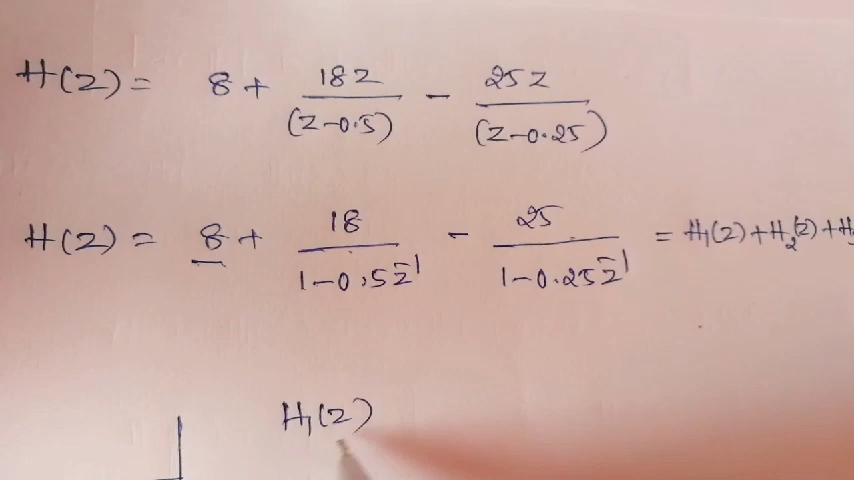 H(z) = 8 + 18z/(z-0.5) - 25z/(z-0.25)
H(z) = 8 + 18/(1-0.5z⁻¹) - 25/(1-0.25z⁻¹) = H₁(z)+H₂(z)+H
H₁(z)